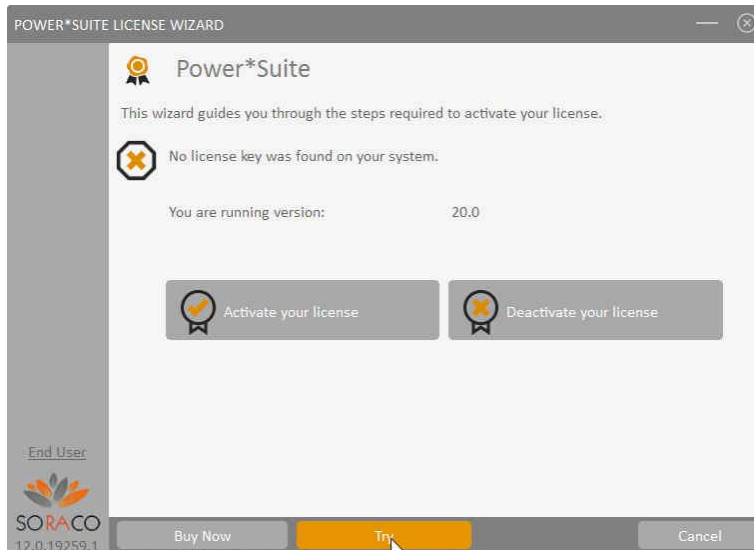 POWER*SUITE LICENSE WIZARD
Power*Suite
This wizard guides you through the steps required to activate your license.
No license key was found on your system.
You are running version: 20.0
Activate your license
Deactivate your license
End User
SORACO
12.0.19259.1
Buy Now
Try
Cancel